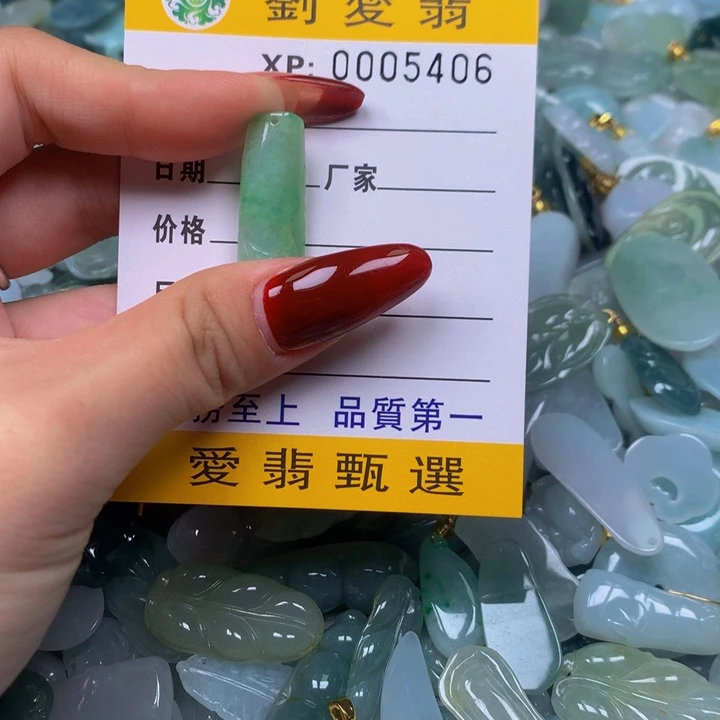 劉愛翡
XP: 0005406
日期 厂家
价格
至上 品質第一
愛翡甄選